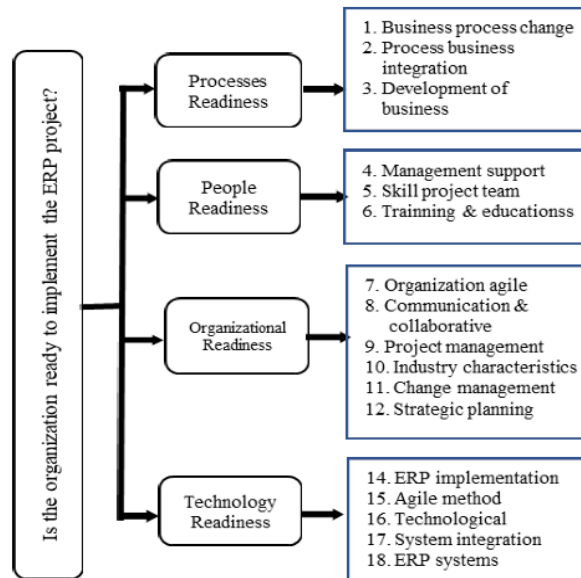 Is the organization ready to implement the ERP project?
Processes
Readiness
1. Business process change
2. Process business
integration
3. Development of
business
People
Readiness
4. Management support
5. Skill project team
6. Trainning & educationss
Organizational
Readiness
7. Organization agile
8. Communication &
collaborative
9. Project management
10. Industry characteristics
11. Change management
12. Strategic planning
Technology
Readiness
14. ERP implementation
15. Agile method
16. Technological
17. System integration
18. ERP systems